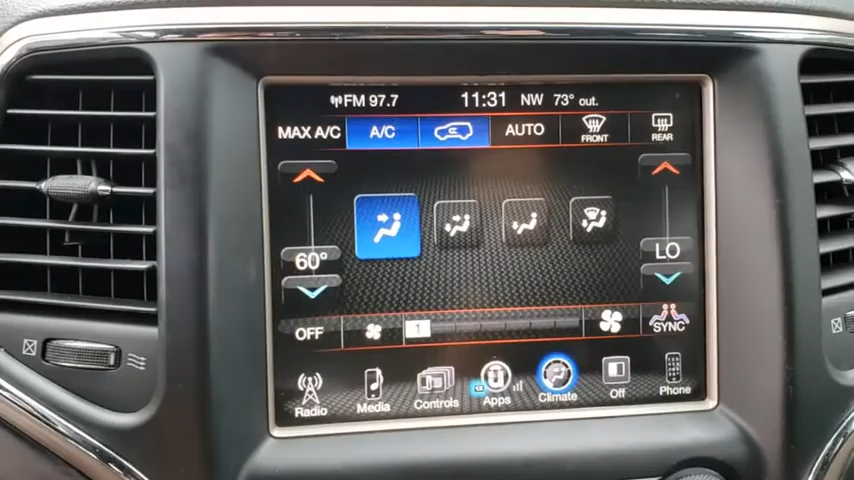 FM 97.7 11:31 NW 73° out.
MAX A/C A/C AUTO FRONT REAR
60° LO
OFF 1 SYNC
Radio Media Controls Apps Climate Off Phone